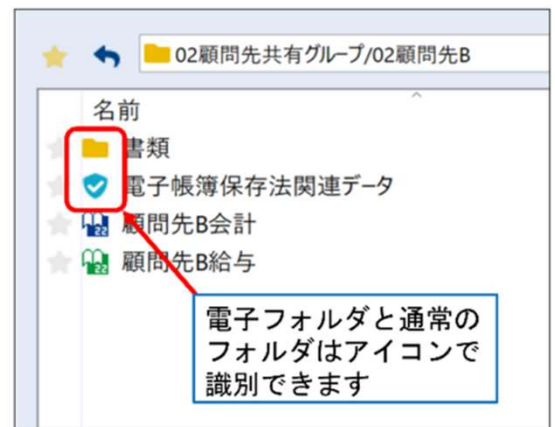 02顧問先共有グループ/02顧問先B
名前
書類
電子帳簿保存法関連データ
22 顧問先B会計
22 顧問先B給与
電子フォルダと通常の
フォルダはアイコンで
識別できます